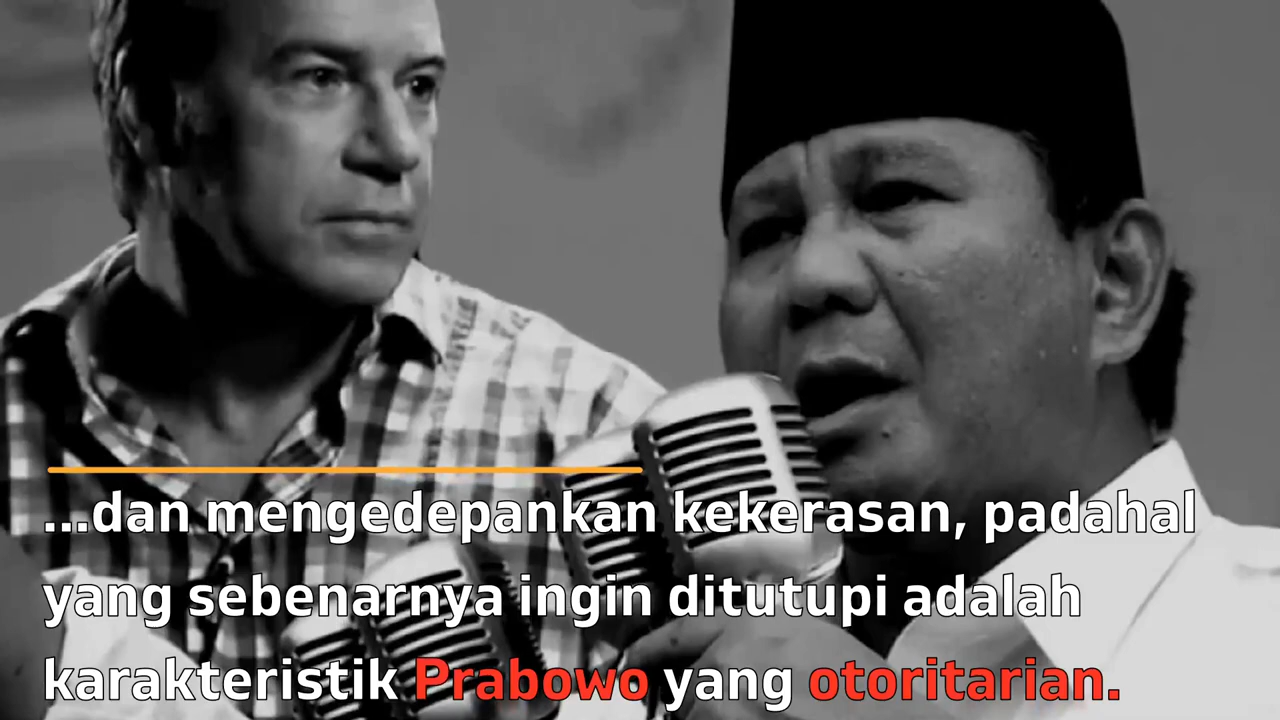 ...dan mengedepankan kekerasan, padahal
yang sebenarnya ingin ditutupi adalah
karakteristik Prabowo yang otoritarian.